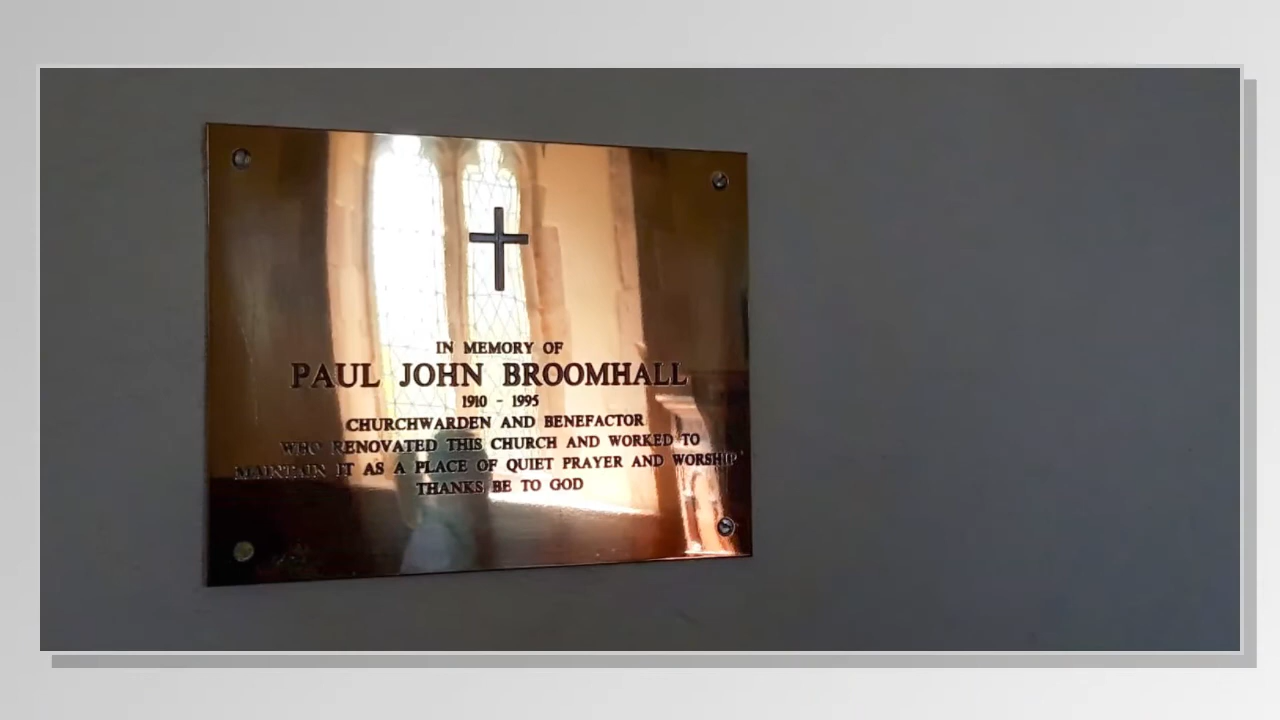 IN MEMORY OF
PAUL JOHN BROOMHALL
1910 - 1995
CHURCHWARDEN AND BENEFACTOR
WHO RENOVATED THIS CHURCH AND WORKED TO
MAINTAIN IT AS A PLACE OF QUIET PRAYER AND WORSHIP
THANKS BE TO GOD